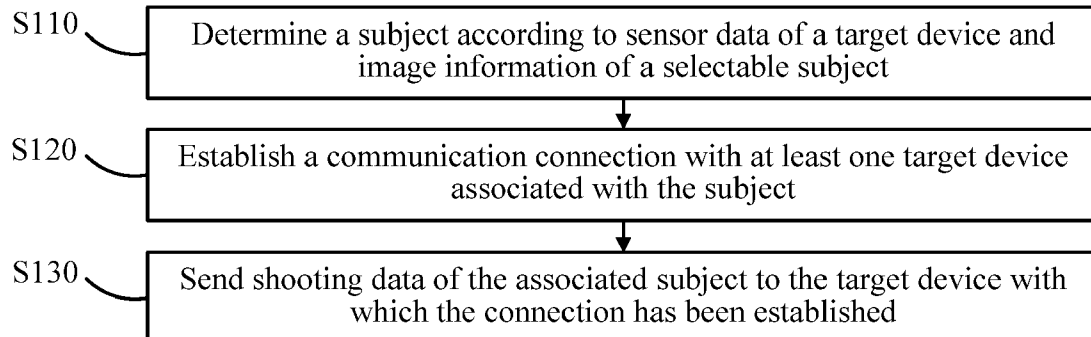 S110
Determine a subject according to sensor data of a target device and
image information of a selectable subject
S120
Establish a communication connection with at least one target device
associated with the subject
S130
Send shooting data of the associated subject to the target device with
which the connection has been established